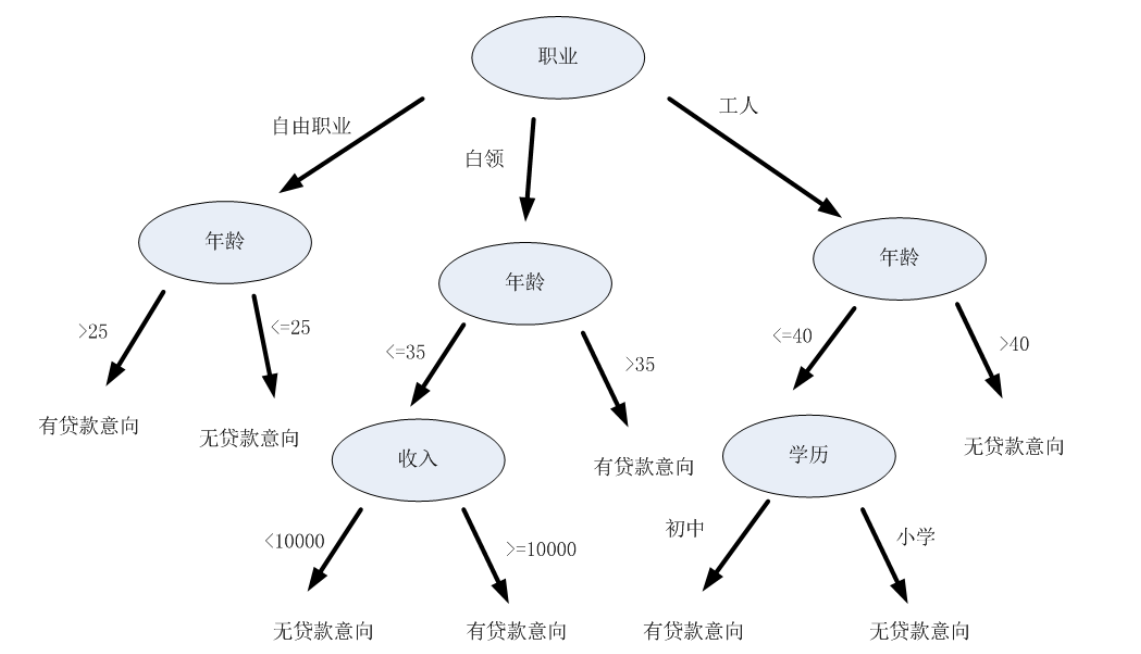 职业
自由职业
白领
工人
年龄
年龄
年龄
>25
<=25
<=35
>35
<=40
>40
有贷款意向
无贷款意向
收入
有贷款意向
学历
无贷款意向
<10000
>=10000
初中
小学
无贷款意向
有贷款意向
有贷款意向
无贷款意向